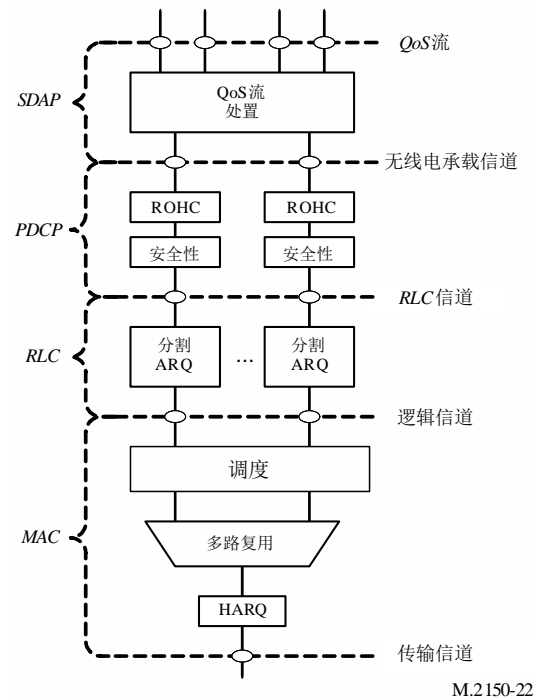 QoS流
SDAP
QoS流
处置
无线电承载信道
ROHC
ROHC
PDCP
安全性
安全性
RLC信道
RLC
分割
ARQ
...
分割
ARQ
逻辑信道
调度
MAC
多路复用
HARQ
传输信道
M.2150-22